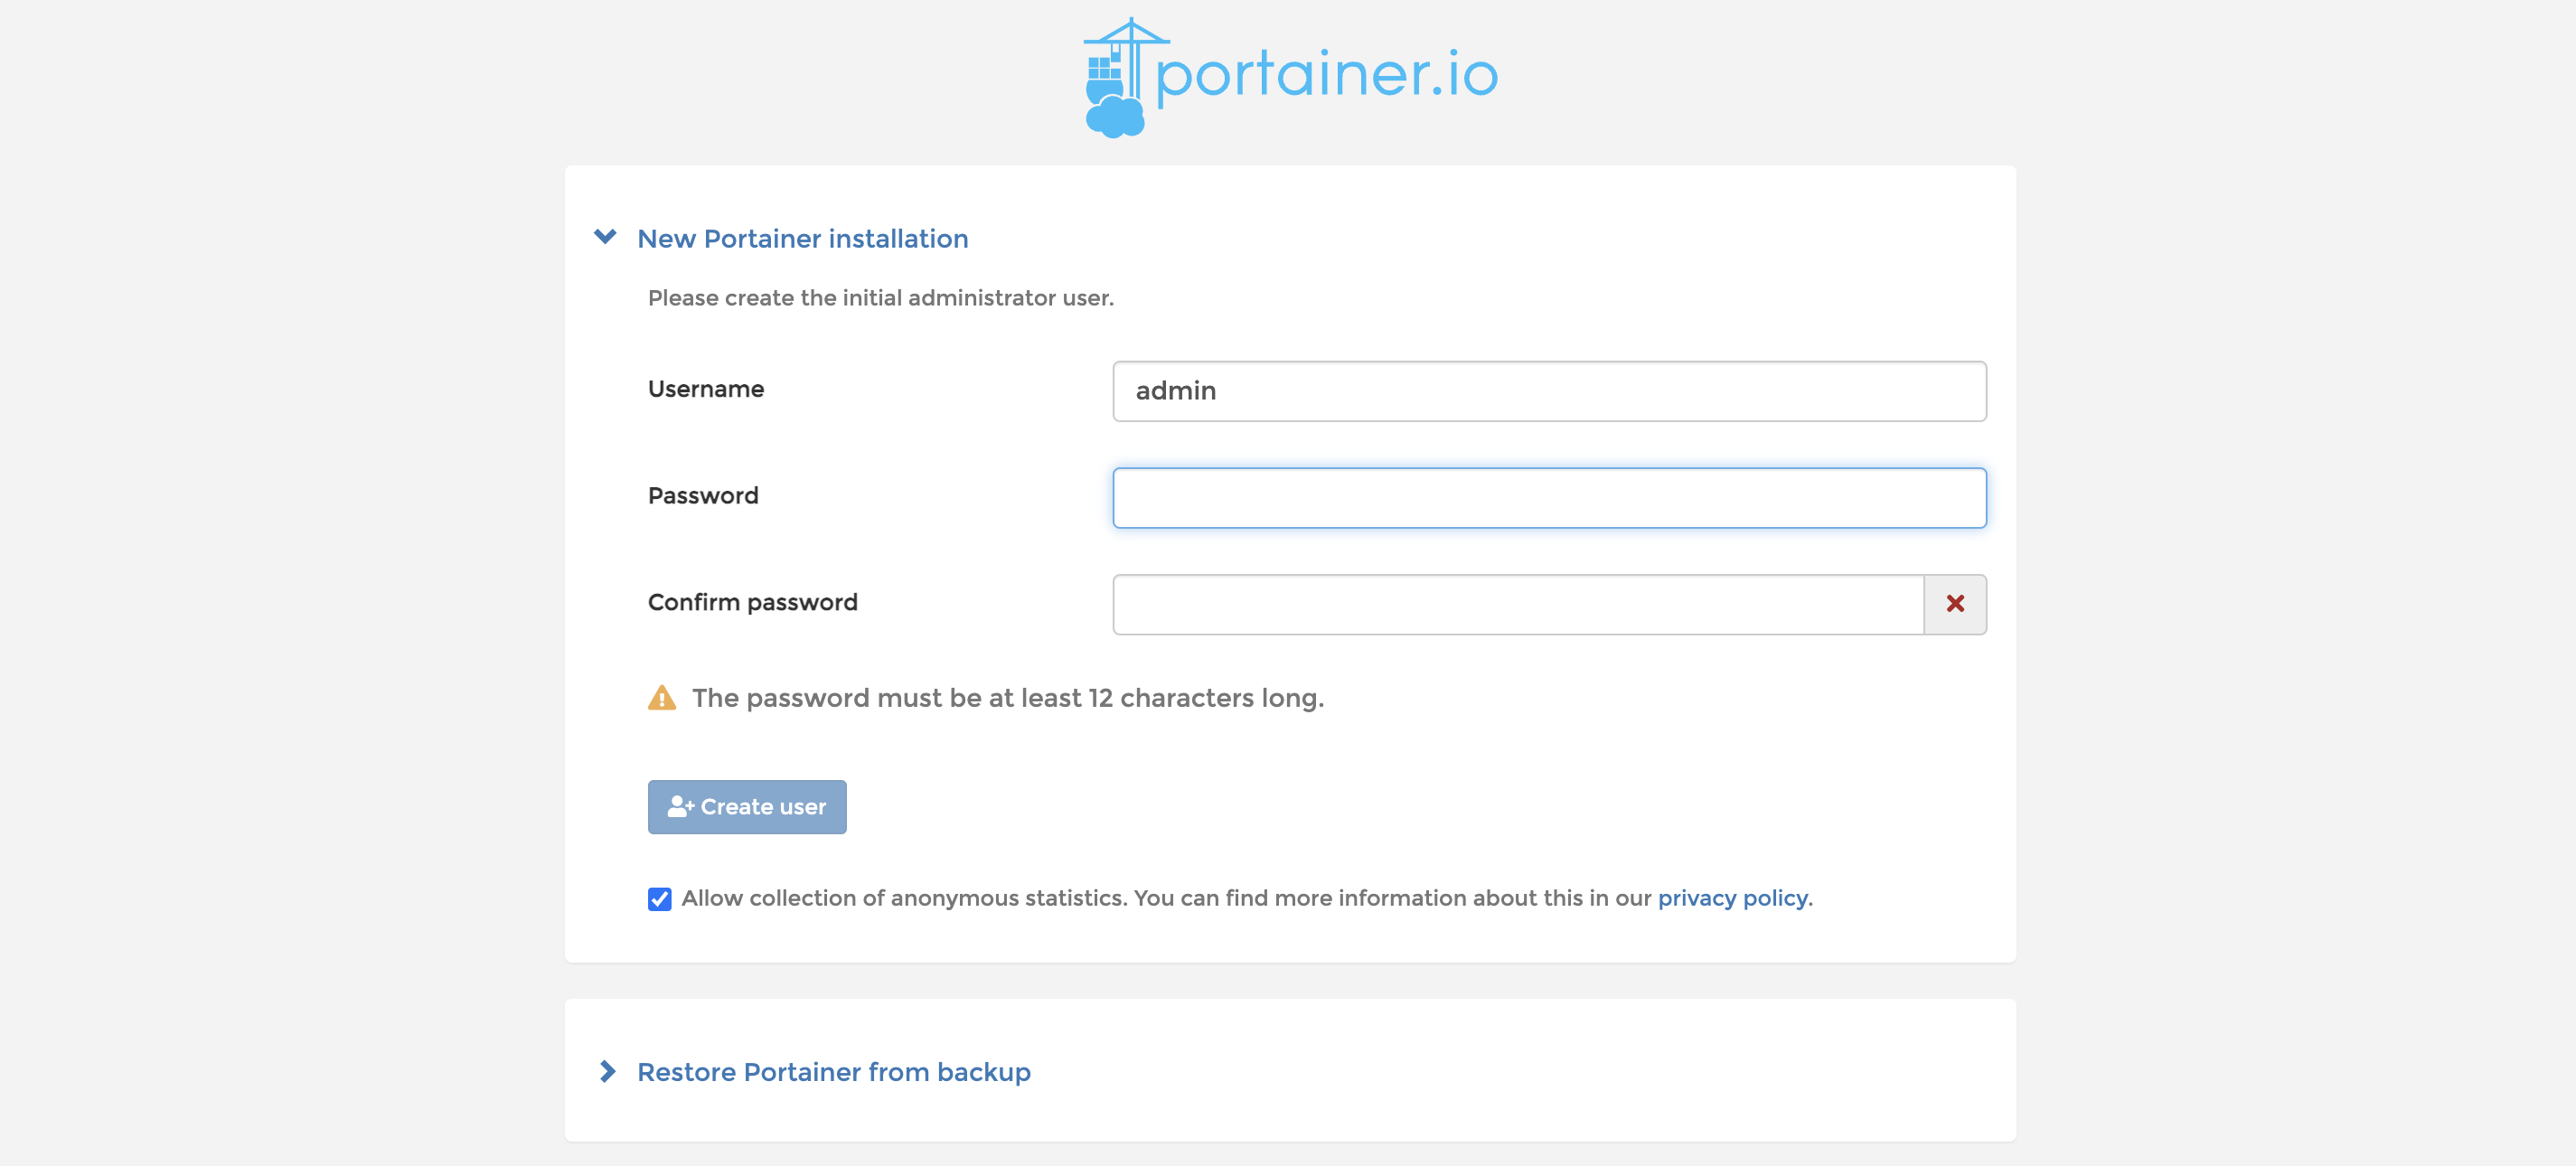 portainer.io
New Portainer installation
Please create the initial administrator user.
Username
admin
Password
Confirm password
The password must be at least 12 characters long.
Create user
Allow collection of anonymous statistics. You can find more information about this in our privacy policy.
Restore Portainer from backup